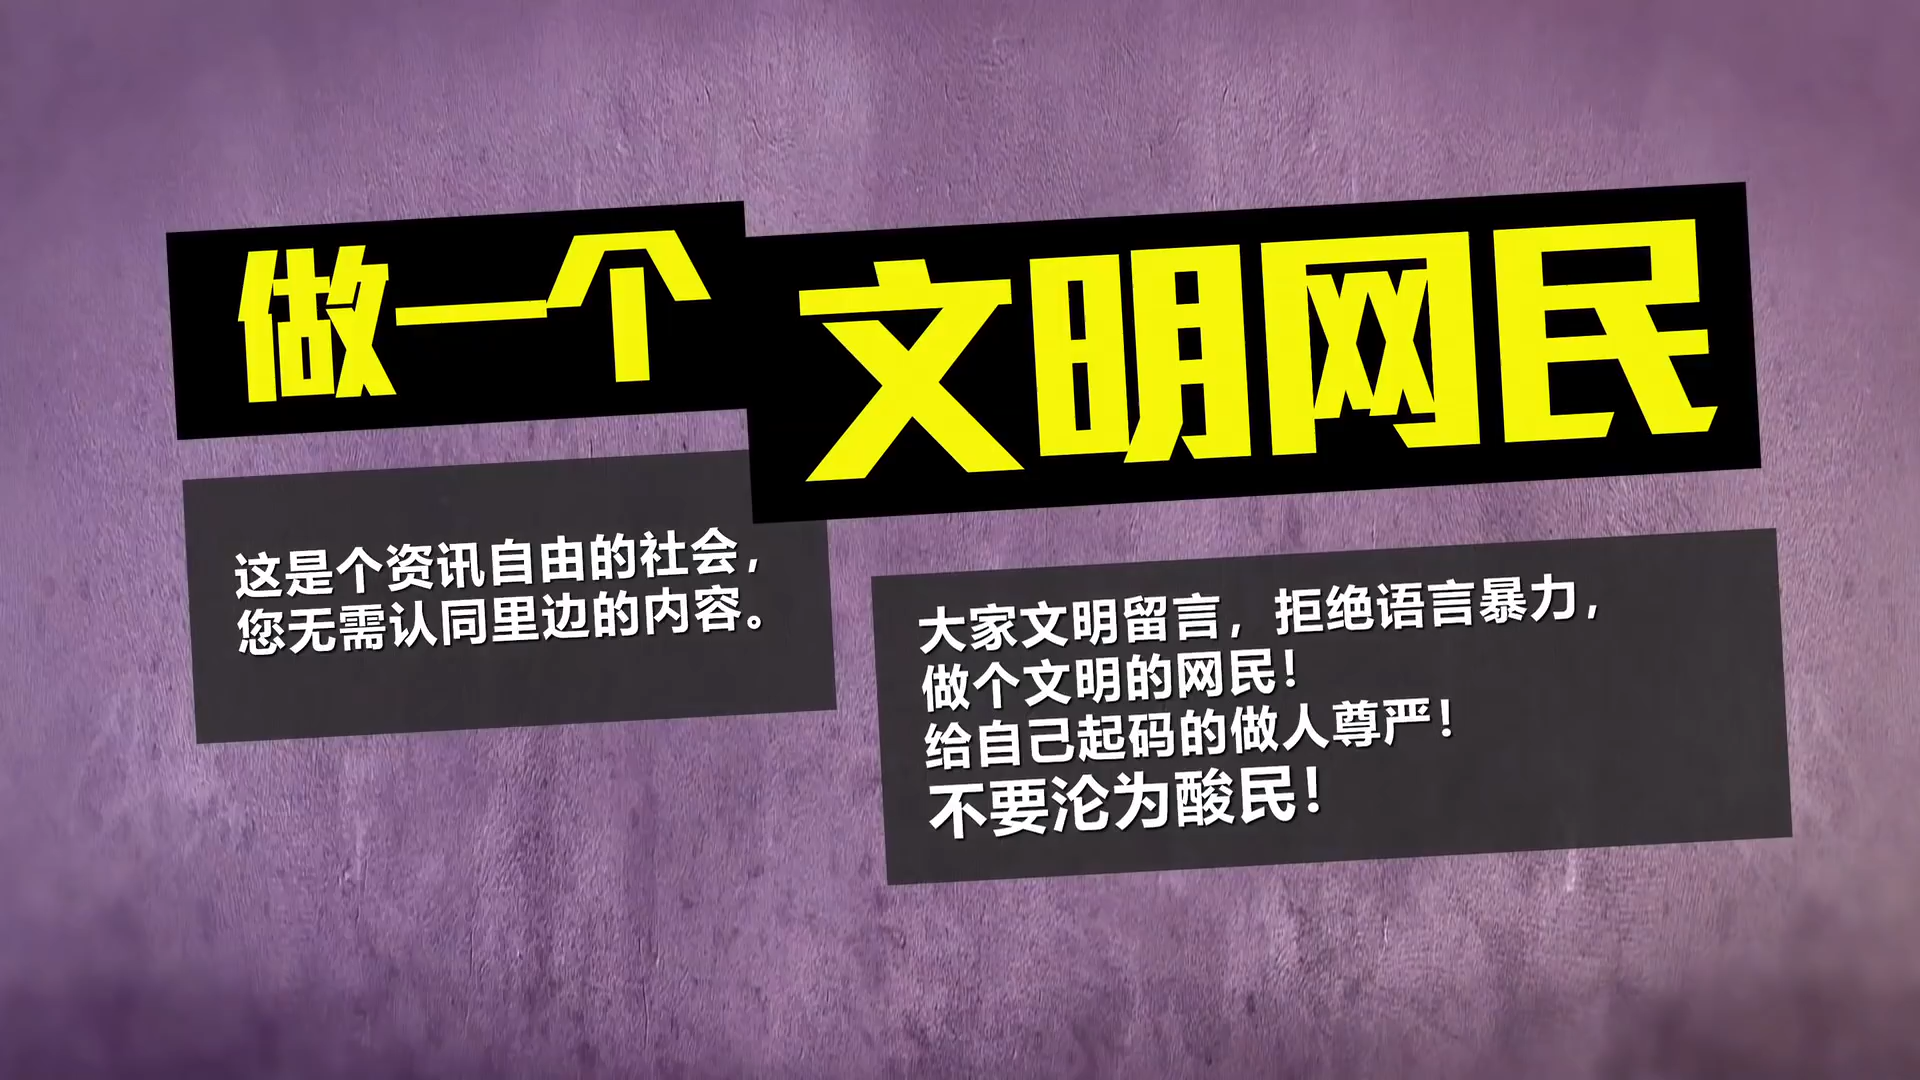 做一个
文明网民
这是个资讯自由的社会，
您无需认同里边的内容。
大家文明留言，拒绝语言暴力，
做个文明的网民！
给自己起码的做人尊严！
不要沦为酸民！